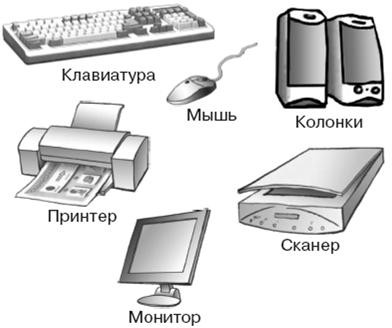 Клавиатура
Мышь
Колонки
Принтер
Сканер
Монитор